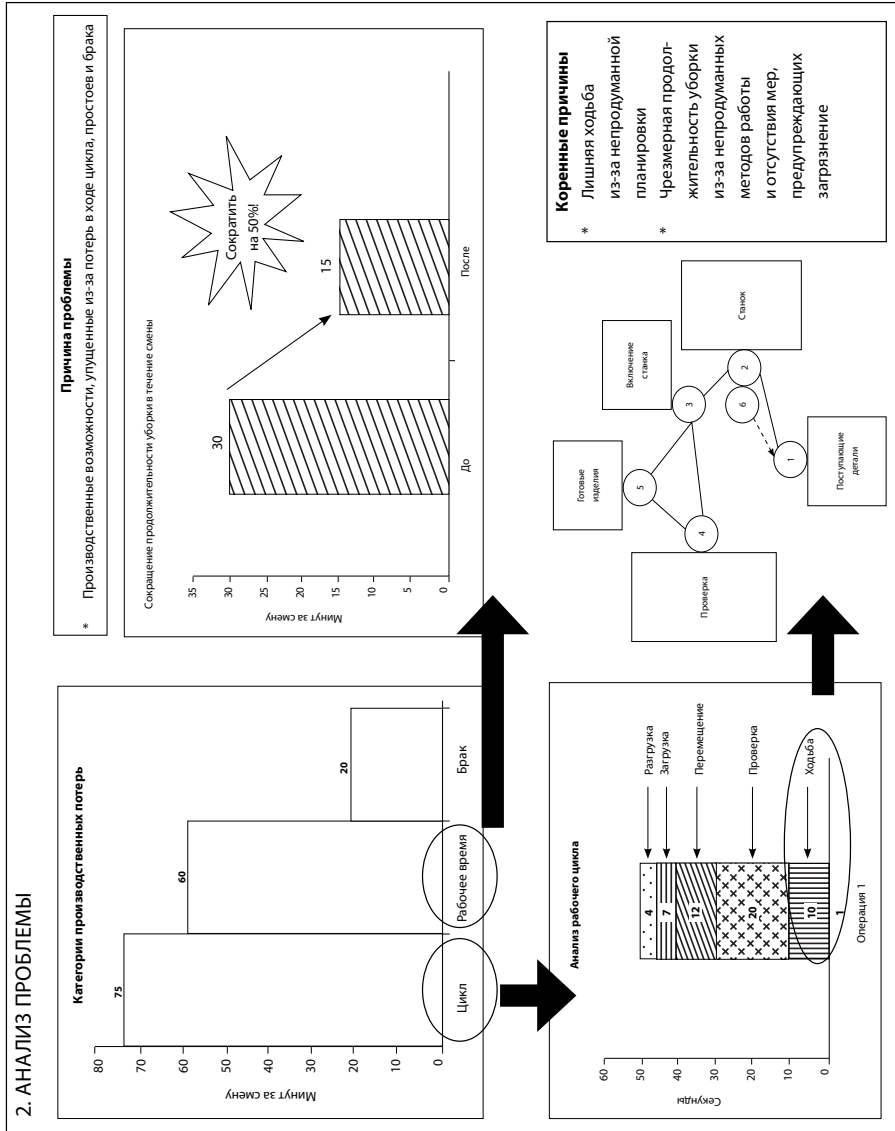 2. АНАЛИЗ ПРОБЛЕМЫ
Категории производственных потерь
Минут за смену
80
70
60
50
40
30
20
10
0
75
60
20
Цикл
Рабочее время
Брак
Причина проблемы
* Производственные возможности, упущенные из-за потерь в ходе цикла, простоев и брака
Сокращение продолжительности уборки в течение смены
Минут за смену
35
30
25
20
15
10
5
0
30
15
Сократить
на 50%!
До
После
Анализ рабочего цикла
Секунды
60
50
40
30
20
10
0
4
7
12
20
10
1
Разгрузка
Загрузка
Перемещение
Проверка
Ходьба
Операция 1
Готовые
изделия
Включение
станка
Станок
Проверка
Поступающие
детали
5
3
2
6
4
1
Коренные причины
* Лишняя ходьба
из-за непродуманной
планировки
* Чрезмерная продол-
жительность уборки
из-за непродуманных
методов работы
и отсутствия мер,
предупреждающих
загрязнение